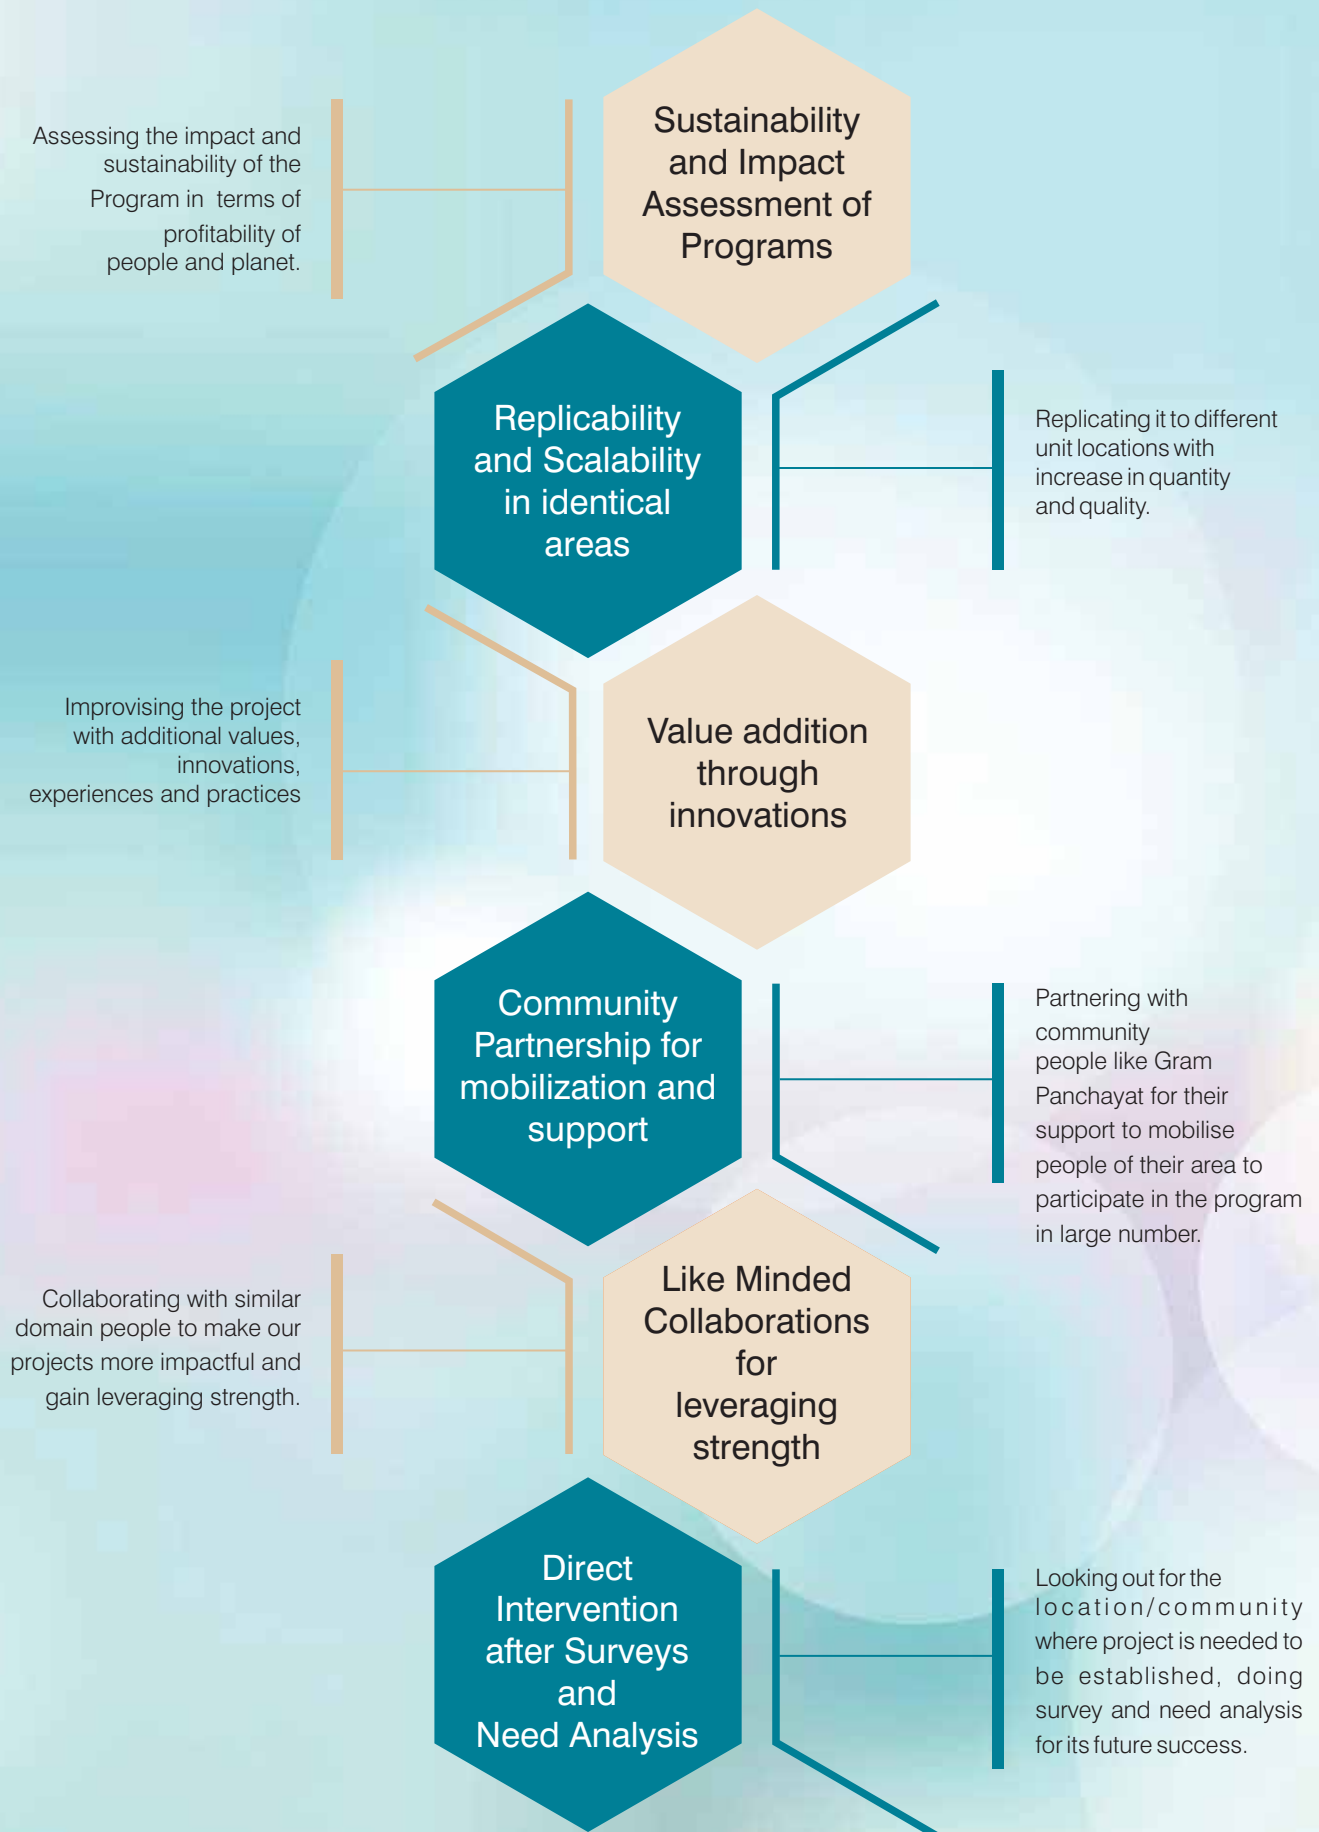 Sustainability
and Impact
Assessment of
Programs
Assessing the impact and
sustainability of the
Program in terms of
profitability of
people and planet.
Replicability
and Scalability
in identical
areas
Replicating it to different
unit locations with
increase in quantity
and quality.
Value addition
through
innovations
Improvising the project
with additional values,
innovations,
experiences and practices
Community
Partnership for
mobilization and
support
Partnering with
community
people like Gram
Panchayat for their
support to mobilise
people of their area to
participate in the program
in large number.
Like Minded
Collaborations
for
leveraging
strength
Collaborating with similar
domain people to make our
projects more impactful and
gain leveraging strength.
Direct
Intervention
after Surveys
and
Need Analysis
Looking out for the
location/community
where project is needed to
be established, doing
survey and need analysis
for its future success.